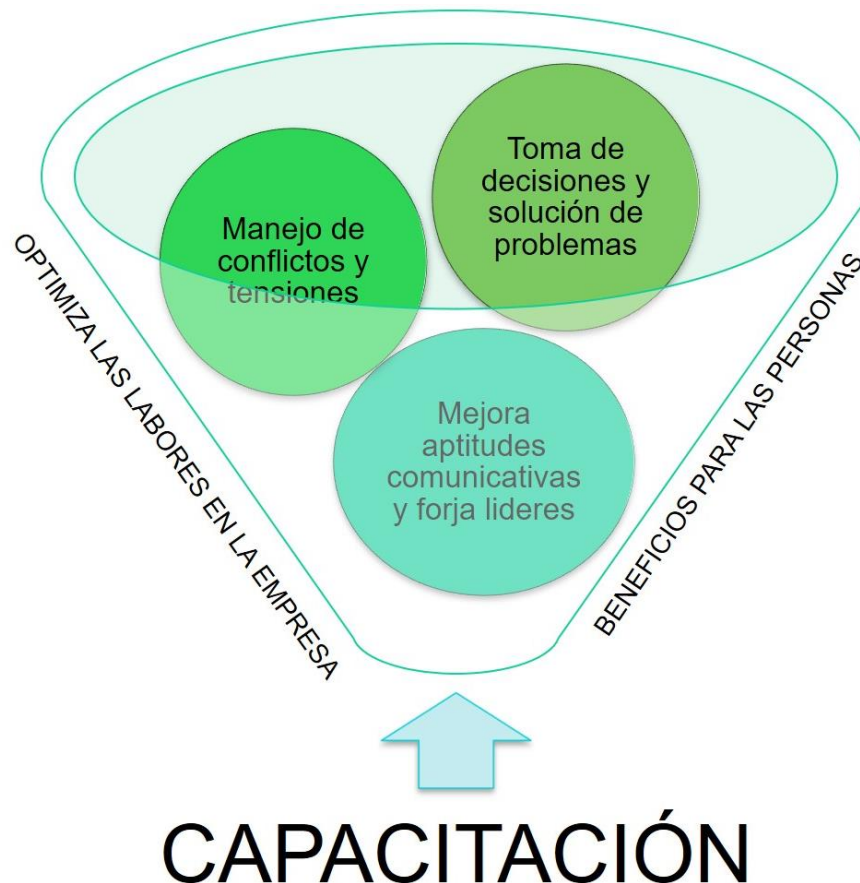 Toma de
decisiones y
solución de
problemas
Manejo de
conflictos y
tensiones
Mejora
aptitudes
comunicativas
y forja lideres
OPTIMIZA LAS LABORES EN LA EMPRESA
BENEFICIOS PARA LAS PERSONAS
CAPACITACIÓN